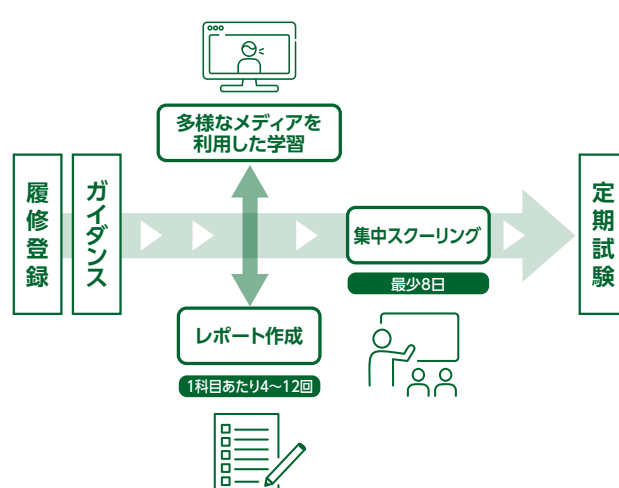 履修登録
ガイダンス
多様なメディアを
利用した学習
レポート作成
1科目あたり4〜12回
集中スクーリング
最少8日
定期試験